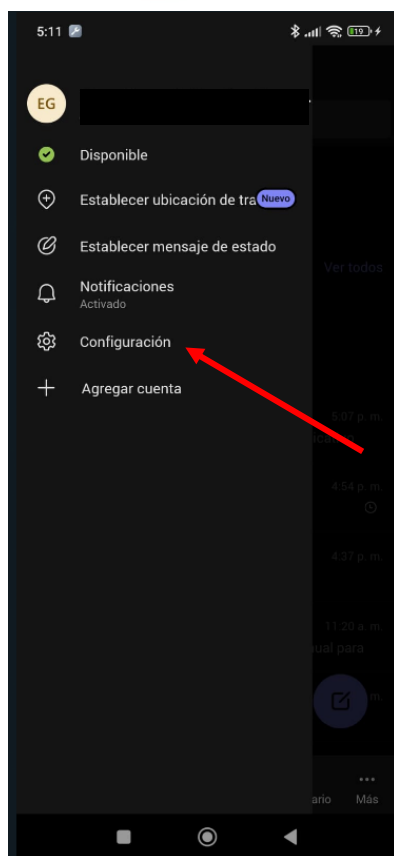 5:11
19
EG
Disponible
Establecer ubicación de tra Nuevo
Establecer mensaje de estado
Ver todos
Notificaciones
Activado
Configuración
Agregar cuenta
5:07 p. m.
4:54 p. m.
4:37 p. m.
11:20 a. m.
ual para
m.
ario Más